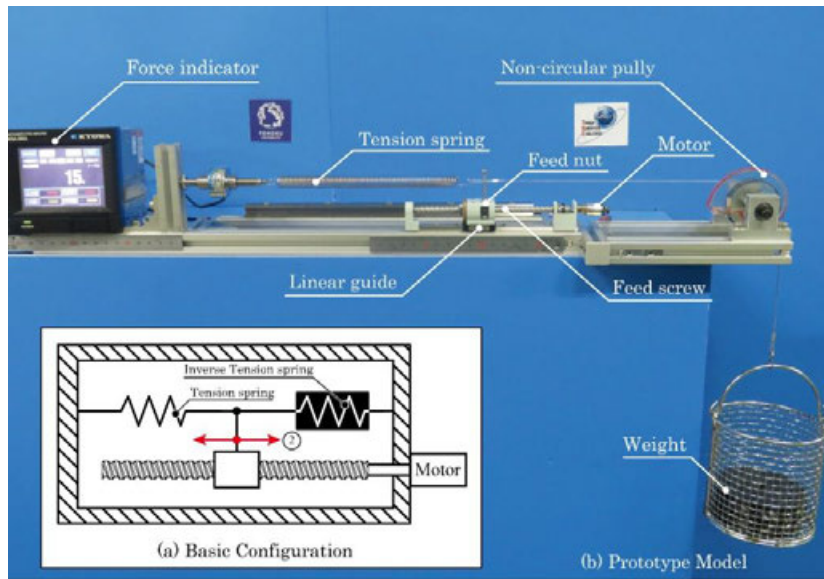 Force indicator
Non-circular pully
KYOWA
Tension spring
Feed nut
Motor
15.
Linear guide
Feed screw
Inverse Tension spring
Tension spring
②
Motor
Weight
(a) Basic Configuration
(b) Prototype Model